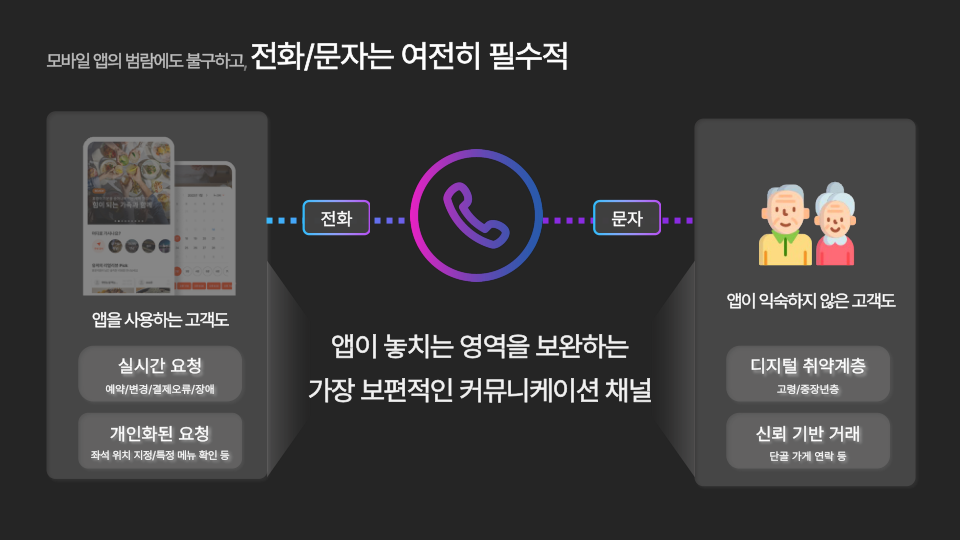 모바일 앱의 범람에도 불구하고, 전화/문자는 여전히 필수적
앱을 사용하는 고객도
실시간 요청
예약/변경/결제오류/장애
개인화된 요청
좌석 위치 지정/특정 메뉴 확인 등
전화
문자
앱이 놓치는 영역을 보완하는
가장 보편적인 커뮤니케이션 채널
앱이 익숙하지 않은 고객도
디지털 취약계층
고령/중장년층
신뢰 기반 거래
단골 가게 연락 등